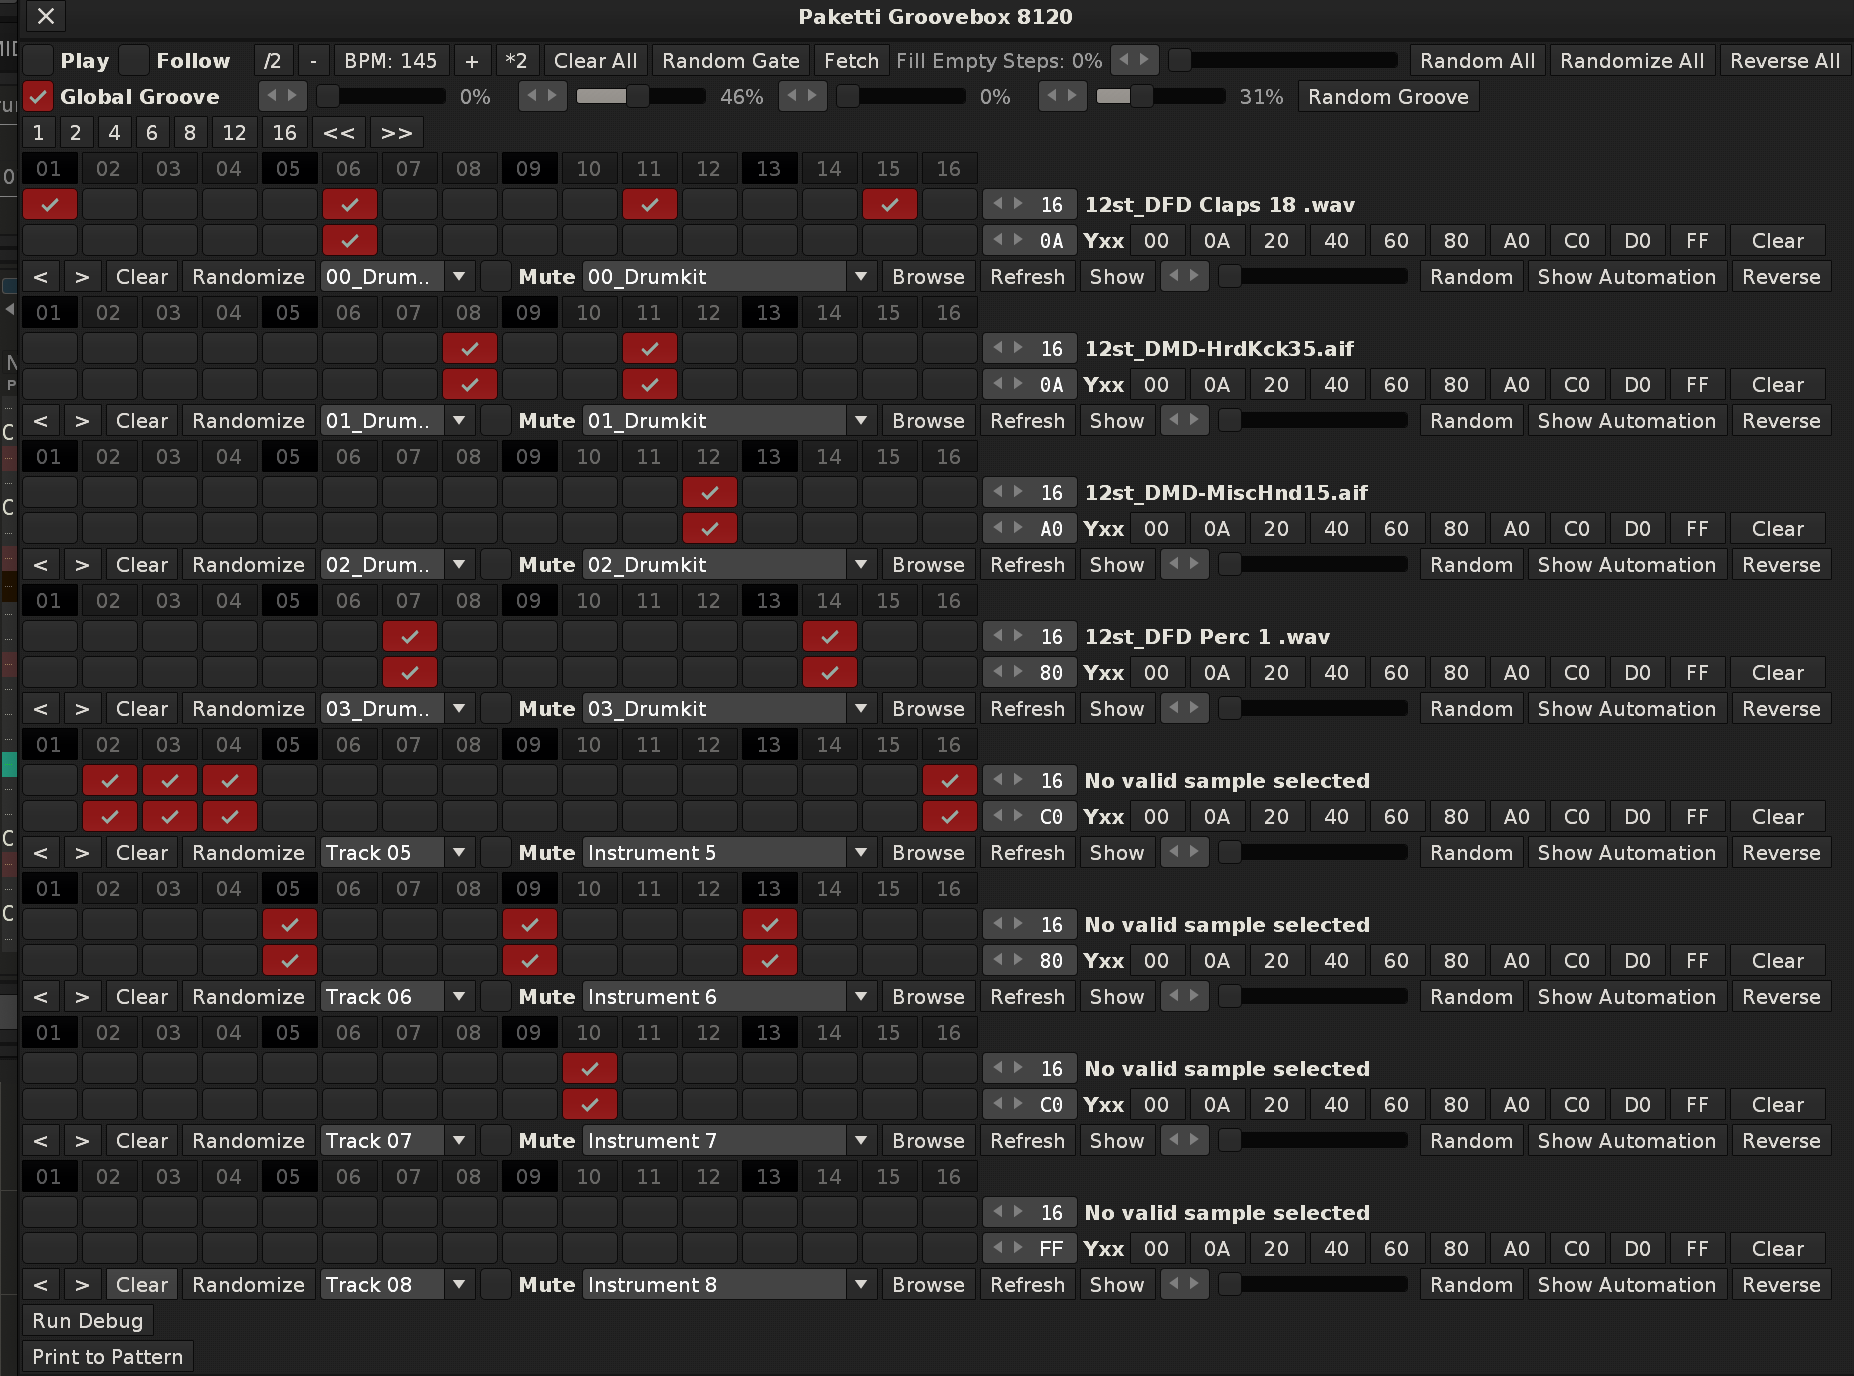 Paketti Groovebox 8120
Play Follow /2 - BPM: 145 + *2 Clear All Random Gate Fetch Fill Empty Steps: 0% Random All Randomize All Reverse All
Global Groove 0% 46% 0% 31% Random Groove
1 2 4 6 8 12 16 << >>
01 02 03 04 05 06 07 08 09 10 11 12 13 14 15 16
16 12st_DFD Claps 18 .wav
0A Yxx 00 0A 20 40 60 80 A0 C0 D0 FF Clear
< > Clear Randomize 00_Drum.. Mute 00_Drumkit Browse Refresh Show Random Show Automation Reverse
01 02 03 04 05 06 07 08 09 10 11 12 13 14 15 16
16 12st_DMD-HrdKck35.aif
0A Yxx 00 0A 20 40 60 80 A0 C0 D0 FF Clear
< > Clear Randomize 01_Drum.. Mute 01_Drumkit Browse Refresh Show Random Show Automation Reverse
01 02 03 04 05 06 07 08 09 10 11 12 13 14 15 16
16 12st_DMD-MiscHnd15.aif
A0 Yxx 00 0A 20 40 60 80 A0 C0 D0 FF Clear
< > Clear Randomize 02_Drum.. Mute 02_Drumkit Browse Refresh Show Random Show Automation Reverse
01 02 03 04 05 06 07 08 09 10 11 12 13 14 15 16
16 12st_DFD Perc 1 .wav
80 Yxx 00 0A 20 40 60 80 A0 C0 D0 FF Clear
< > Clear Randomize 03_Drum.. Mute 03_Drumkit Browse Refresh Show Random Show Automation Reverse
01 02 03 04 05 06 07 08 09 10 11 12 13 14 15 16
16 No valid sample selected
C0 Yxx 00 0A 20 40 60 80 A0 C0 D0 FF Clear
< > Clear Randomize Track 05 Mute Instrument 5 Browse Refresh Show Random Show Automation Reverse
01 02 03 04 05 06 07 08 09 10 11 12 13 14 15 16
16 No valid sample selected
80 Yxx 00 0A 20 40 60 80 A0 C0 D0 FF Clear
< > Clear Randomize Track 06 Mute Instrument 6 Browse Refresh Show Random Show Automation Reverse
01 02 03 04 05 06 07 08 09 10 11 12 13 14 15 16
16 No valid sample selected
C0 Yxx 00 0A 20 40 60 80 A0 C0 D0 FF Clear
< > Clear Randomize Track 07 Mute Instrument 7 Browse Refresh Show Random Show Automation Reverse
01 02 03 04 05 06 07 08 09 10 11 12 13 14 15 16
16 No valid sample selected
FF Yxx 00 0A 20 40 60 80 A0 C0 D0 FF Clear
< > Clear Randomize Track 08 Mute Instrument 8 Browse Refresh Show Random Show Automation Reverse
Run Debug
Print to Pattern